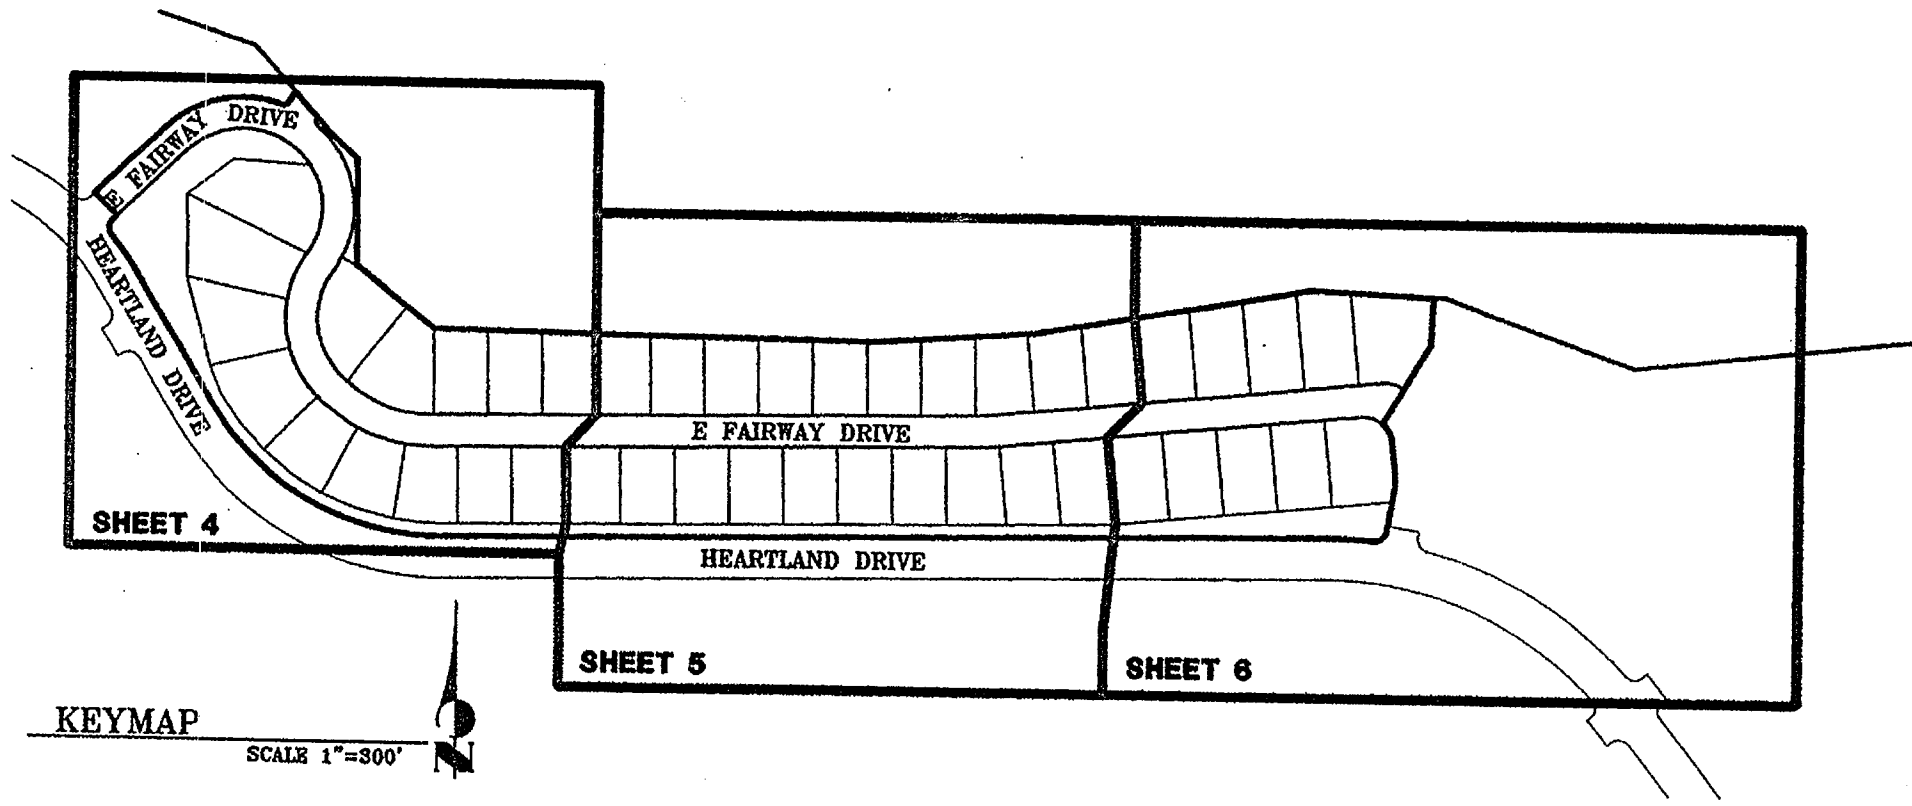 E FAIRWAY DRIVE
HEARTLAND DRIVE
E FAIRWAY DRIVE
SHEET 4
HEARTLAND DRIVE
SHEET 5
SHEET 6
KEYMAP
SCALE 1"=300'
N